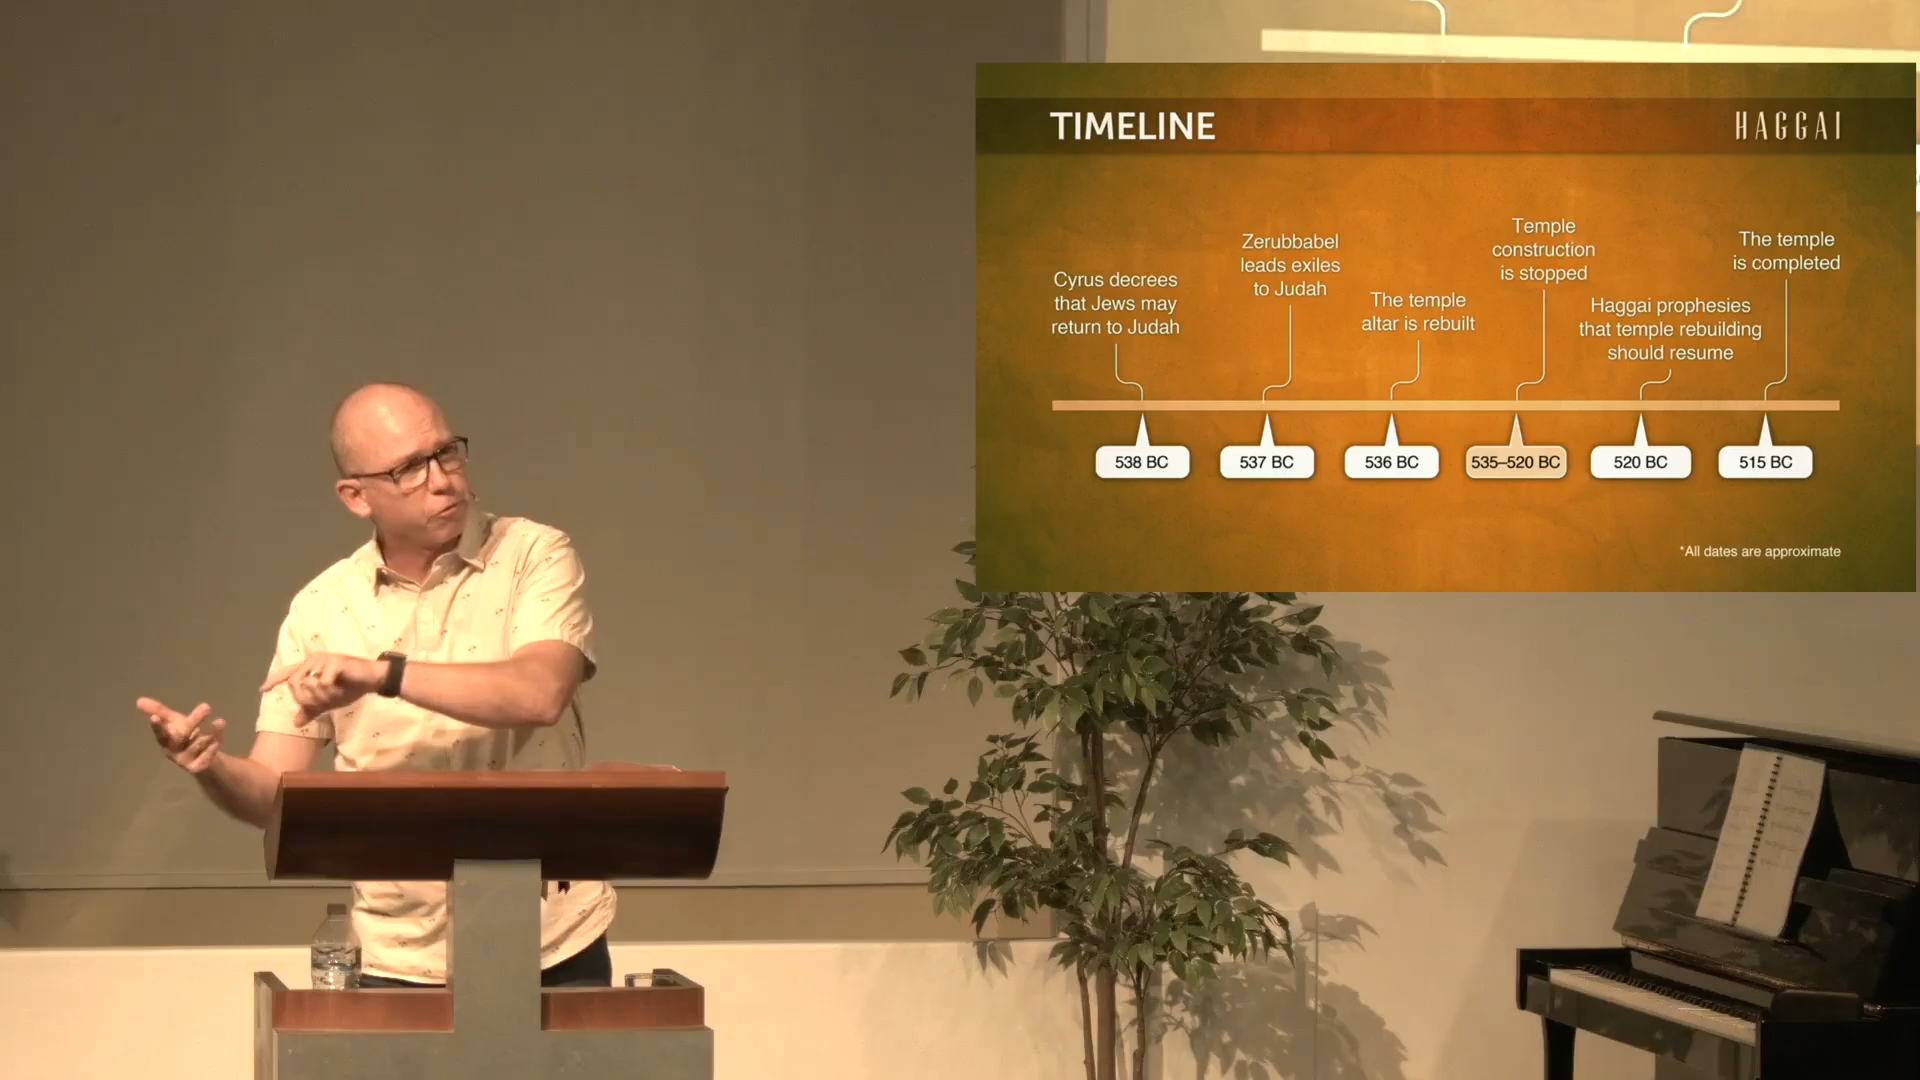 TIMELINE
HAGGAI
Cyrus decrees
that Jews may
return to Judah
Zerubbabel
leads exiles
to Judah
The temple
altar is rebuilt
Temple
construction
is stopped
Haggai prophesies
that temple rebuilding
should resume
The temple
is completed
538 BC
537 BC
536 BC
535–520 BC
520 BC
515 BC
*All dates are approximate